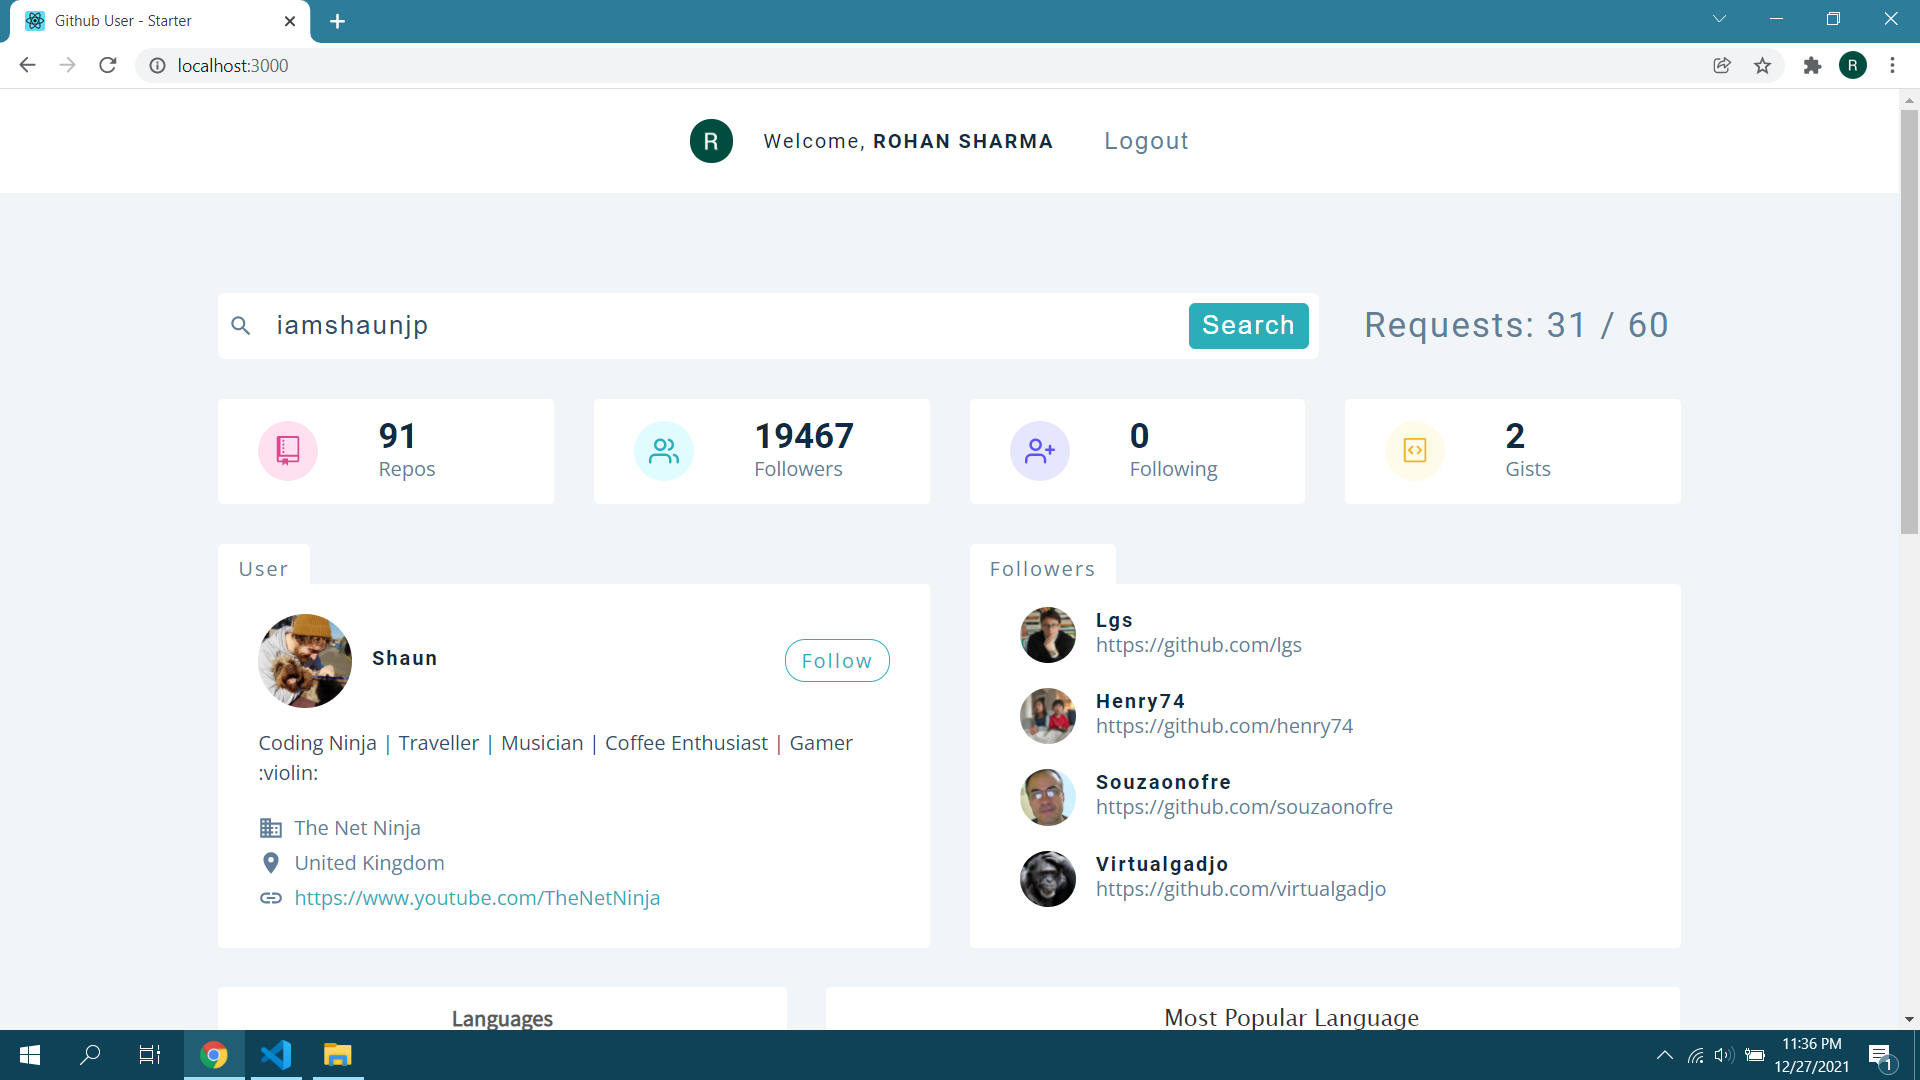 Github User - Starter
localhost:3000
R
R
Welcome, ROHAN SHARMA
Logout
iamshaunjp
Search
Requests: 31 / 60
91
Repos
19467
Followers
0
Following
2
Gists
User
Shaun
Follow
Coding Ninja | Traveller | Musician | Coffee Enthusiast | Gamer
:violin:
The Net Ninja
United Kingdom
https://www.youtube.com/TheNetNinja
Followers
Lgs
https://github.com/lgs
Henry74
https://github.com/henry74
Souzaonofre
https://github.com/souzaonofre
Virtualgadjo
https://github.com/virtualgadjo
Languages
Most Popular Language
11:36 PM
12/27/2021
1